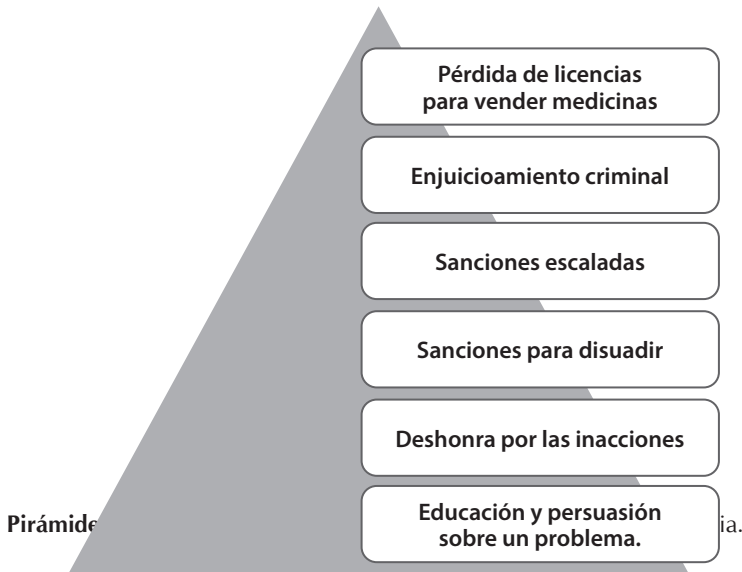 Pérdida de licencias
para vender medicinas
Enjuicioamiento criminal
Sanciones escaladas
Sanciones para disuadir
Deshonra por las inacciones
Educación y persuasión
sobre un problema.
Pirámide ia.